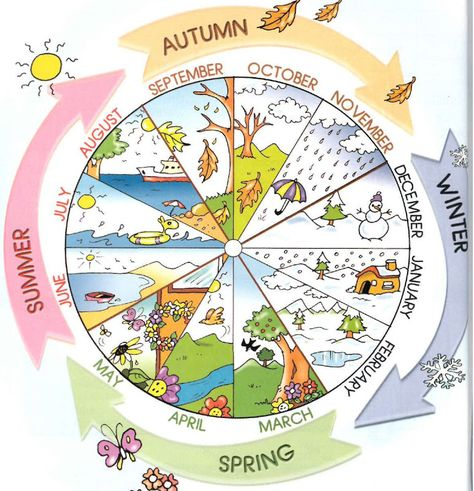 AUTUMN
SEPTEMBER
OCTOBER
NOVEMBER
WINTER
DECEMBER
JANUARY
FEBRUARY
SPRING
MARCH
APRIL
MAY
SUMMER
JUNE
JULY
AUGUST